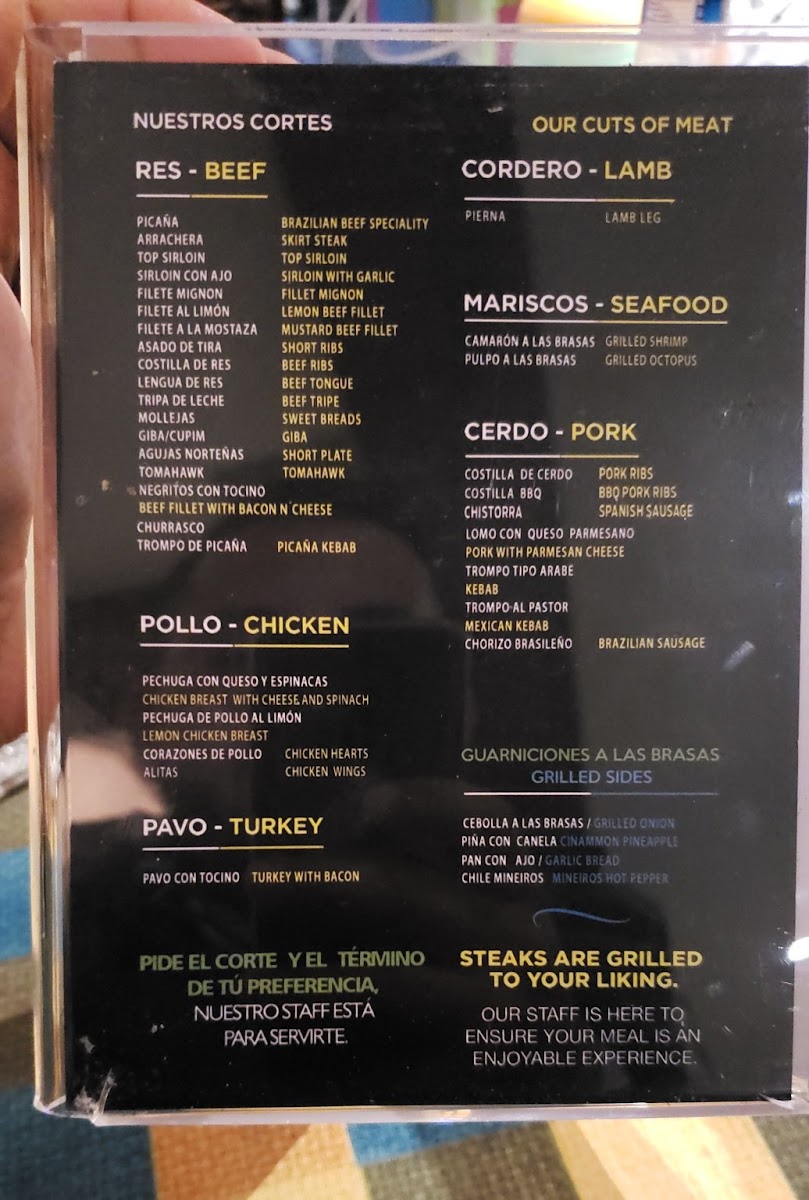 NUESTROS CORTES
OUR CUTS OF MEAT
RES - BEEF
PICAÑA BRAZILIAN BEEF SPECIALITY
ARRACHERA SKIRT STEAK
TOP SIRLOIN TOP SIRLOIN
SIRLOIN CON AJO SIRLOIN WITH GARLIC
FILETE MIGNON FILLET MIGNON
FILETE AL LIMÓN LEMON BEEF FILLET
FILETE A LA MOSTAZA MUSTARD BEEF FILLET
ASADO DE TIRA SHORT RIBS
COSTILLA DE RES BEEF RIBS
LENGUA DE RES BEEF TONGUE
TRIPA DE LECHE BEEF TRIPE
MOLLEJAS SWEET BREADS
GIBA/CUPIM GIBA
AGUJAS NORTEÑAS SHORT PLATE
TOMAHAWK TOMAHAWK
NEGRITOS CON TOCINO
BEEF FILLET WITH BACON N' CHEESE
CHURRASCO
TROMPO DE PICAÑA PICAÑA KEBAB
POLLO - CHICKEN
PECHUGA CON QUESO Y ESPINACAS
CHICKEN BREAST WITH CHEESE AND SPINACH
PECHUGA DE POLLO AL LIMÓN
LEMON CHICKEN BREAST
CORAZONES DE POLLO CHICKEN HEARTS
ALITAS CHICKEN WINGS
PAVO - TURKEY
PAVO CON TOCINO TURKEY WITH BACON
PIDE EL CORTE Y EL TÉRMINO
DE TÚ PREFERENCIA,
NUESTRO STAFF ESTÁ
PARA SERVIRTE.
CORDERO - LAMB
PIERNA LAMB LEG
MARISCOS - SEAFOOD
CAMARÓN A LAS BRASAS GRILLED SHRIMP
PULPO A LAS BRASAS GRILLED OCTOPUS
CERDO - PORK
COSTILLA DE CERDO PORK RIBS
COSTILLA BBQ BBQ PORK RIBS
CHISTORRA SPANISH SAUSAGE
LOMO CON QUESO PARMESANO
PORK WITH PARMESAN CHEESE
TROMPO TIPO ARABE
KEBAB
TROMPO AL PASTOR
MEXICAN KEBAB
CHORIZO BRASILEÑO BRAZILIAN SAUSAGE
GUARNICIONES A LAS BRASAS
GRILLED SIDES
CEBOLLA A LAS BRASAS / GRILLED ONION
PIÑA CON CANELA CINAMMON PINEAPPLE
PAN CON AJO / GARLIC BREAD
CHILE MINEIROS MINEIROS HOT PEPPER
STEAKS ARE GRILLED
TO YOUR LIKING.
OUR STAFF IS HERE TO
ENSURE YOUR MEAL IS AN
ENJOYABLE EXPERIENCE.